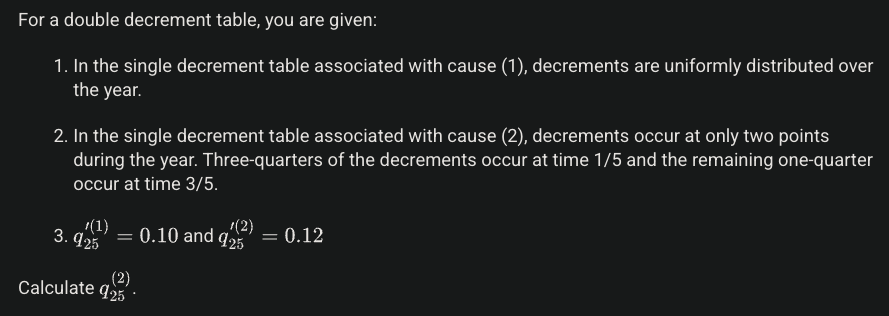 For a double decrement table, you are given:
1. In the single decrement table associated with cause (1), decrements are uniformly distributed over
the year.
2. In the single decrement table associated with cause (2), decrements occur at only two points
during the year. Three-quarters of the decrements occur at time 1/5 and the remaining one-quarter
occur at time 3/5.
3. $q_{25}^{\prime(1)} = 0.10$ and $q_{25}^{\prime(2)} = 0.12$
Calculate $q_{25}^{(2)}$.